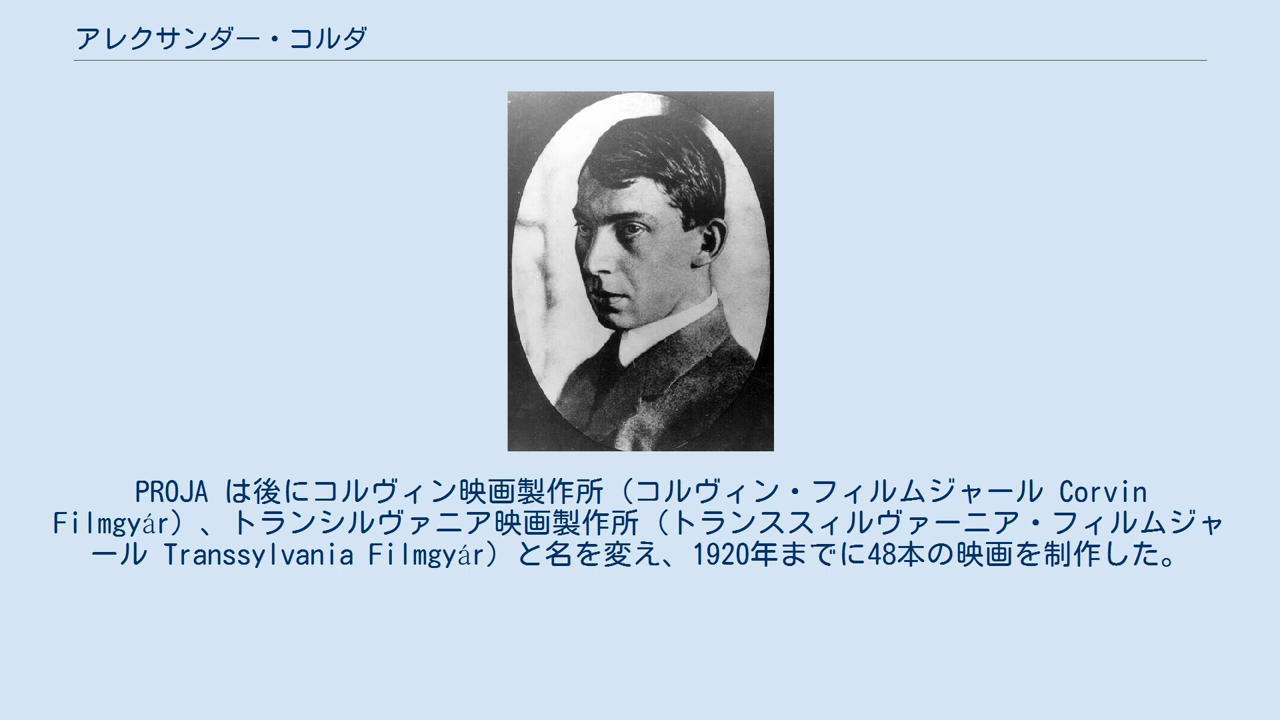 アレクサンダー・コルダ
PROJA は後にコルヴィン映画製作所（コルヴィン・フィルムジャール Corvin
Filmgyár）、トランシルヴァニア映画製作所（トランススィルヴァーニア・フィルムジャ
ール Transsylvania Filmgyár）と名を変え、1920年までに48本の映画を制作した。